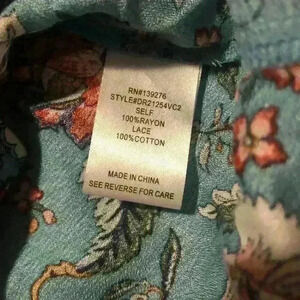 RN#139276
STYLE#DR21254VC2
SELF
100%RAYON
LACE
100%COTTON
MADE IN CHINA
SEE REVERSE FOR CARE